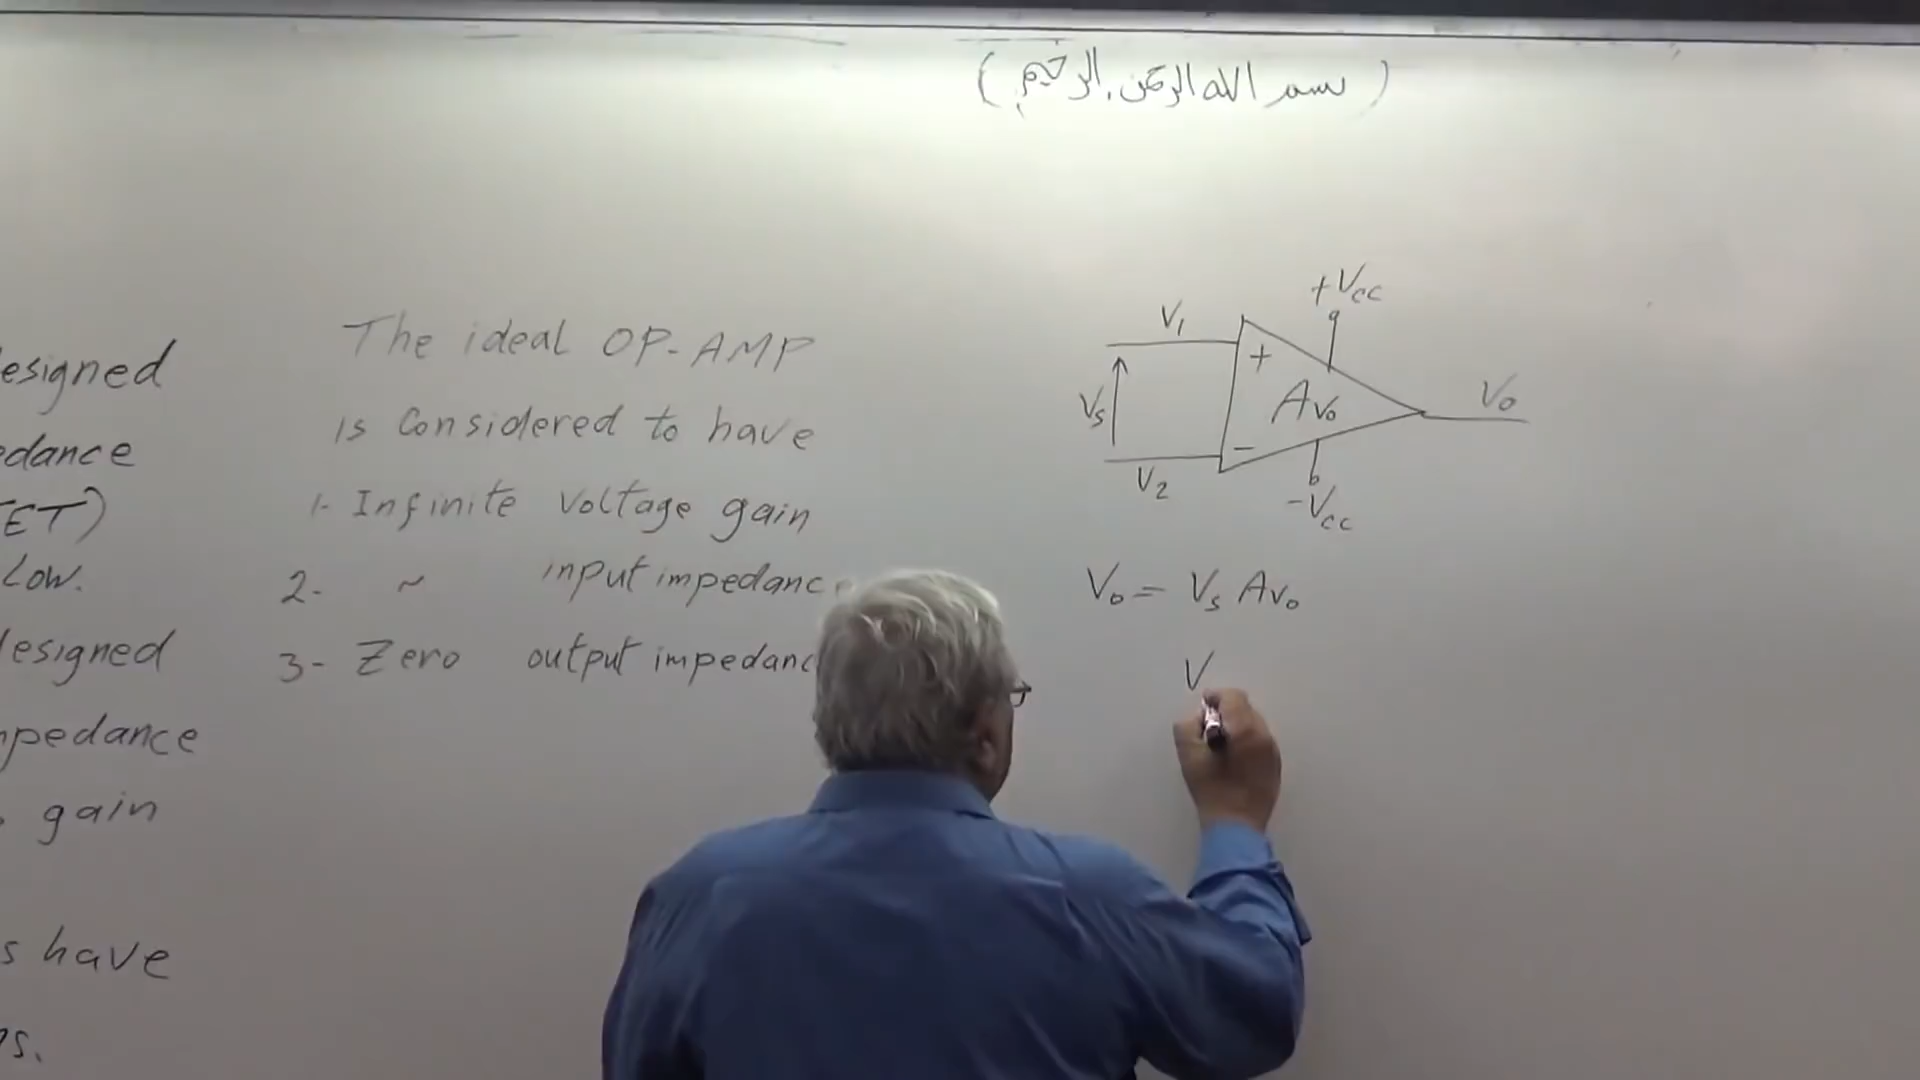 (بسم الله الرحمن الرحيم)
esigned
edance
ET)
Low.
esigned
mpedance
gain
s have
s.
The ideal OP-AMP
is Considered to have
1- Infinite Voltage gain
2- ~ input impedanc
3- Zero output impedanc
+Vcc
V1
+
Vs
Avo
Vo
-
V2
-Vcc
Vo = Vs Avo
V